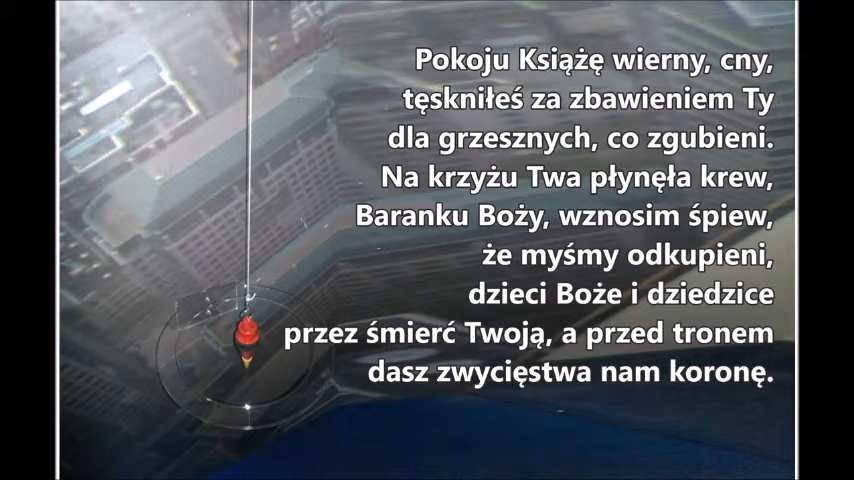 Pokoju Książę wierny, cny,
tęskniłeś za zbawieniem Ty
dla grzesznych, co zgubieni.
Na krzyżu Twa płynęła krew,
Baranku Boży, wznosim śpiew,
że myśmy odkupieni,
dzieci Boże i dziedzice
przez śmierć Twoją, a przed tronem
dasz zwycięstwa nam koronę.